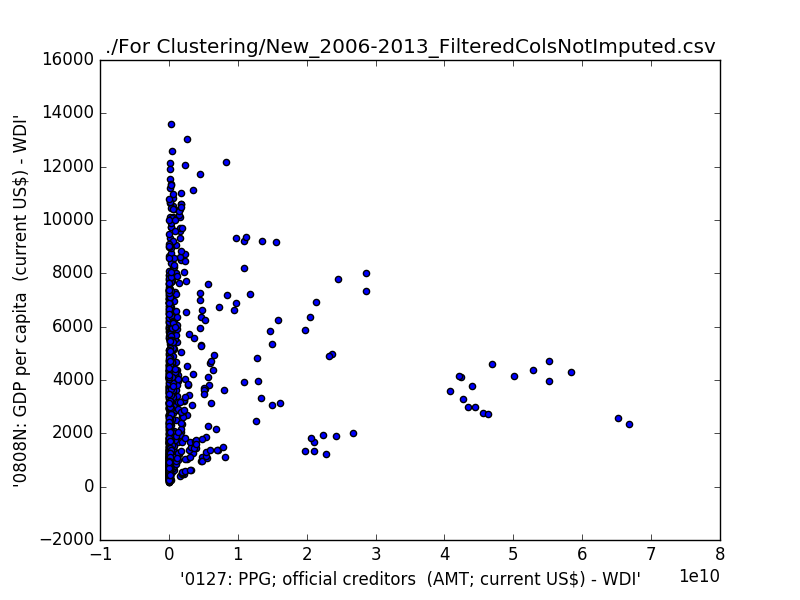 ./For Clustering/New_2006-2013_FilteredColsNotImputed.csv
16000
14000
12000
10000
8000
6000
4000
2000
0
−2000
'0808N: GDP per capita  (current US$) - WDI'
−1 0 1 2 3 4 5 6 7 8
1e10
'0127: PPG; official creditors  (AMT; current US$) - WDI'